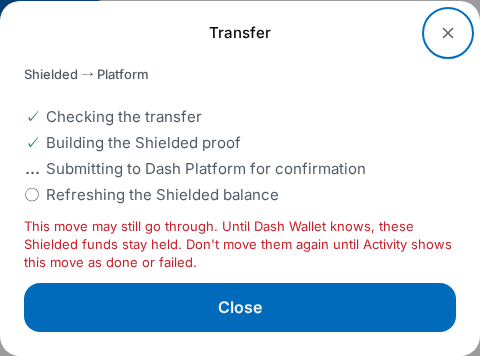 Transfer
Shielded → Platform
✓ Checking the transfer
✓ Building the Shielded proof
... Submitting to Dash Platform for confirmation
○ Refreshing the Shielded balance
This move may still go through. Until Dash Wallet knows, these
Shielded funds stay held. Don't move them again until Activity shows
this move as done or failed.
Close